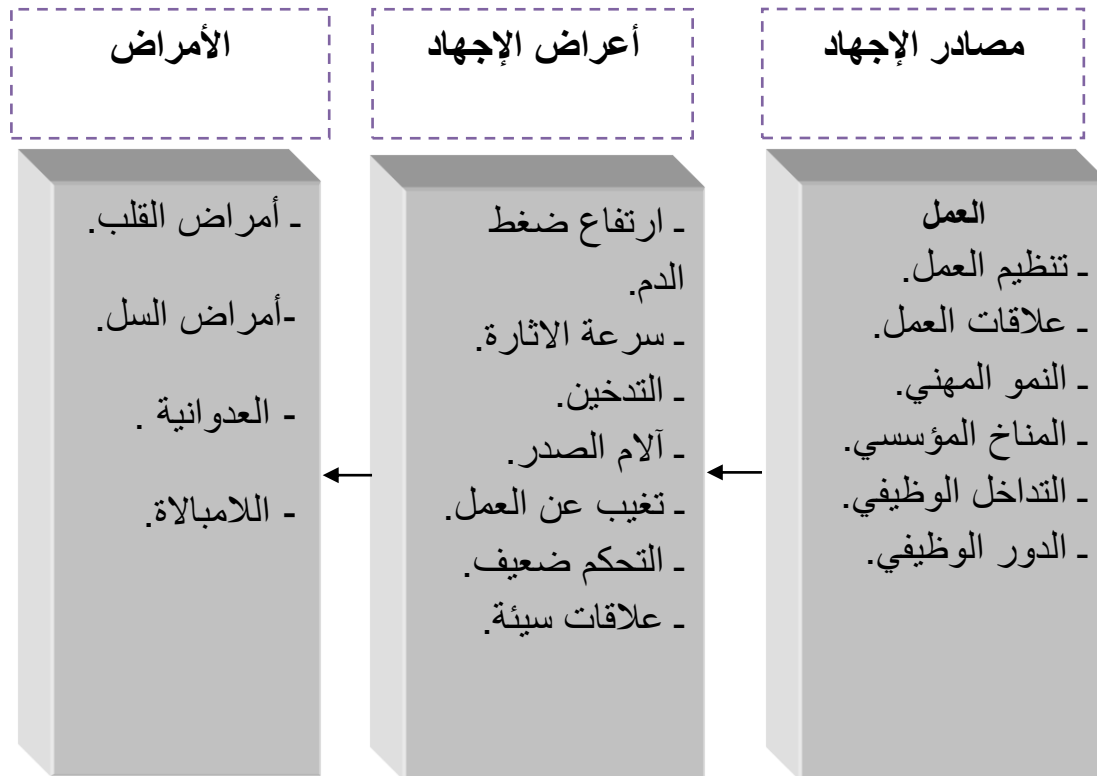 مصادر الإجهاد
العمل
ـ تنظيم العمل.
ـ علاقات العمل.
ـ النمو المهني.
ـ المناخ المؤسسي.
ـ التداخل الوظيفي.
ـ الدور الوظيفي.
أعراض الإجهاد
ـ ارتفاع ضغط
الدم.
ـ سرعة الاثارة.
ـ التدخين.
ـ آلام الصدر.
ـ تغيب عن العمل.
ـ التحكم ضعيف.
ـ علاقات سيئة.
الأمراض
ـ أمراض القلب.
-أمراض السل.
- العدوانية .
- اللامبالاة.